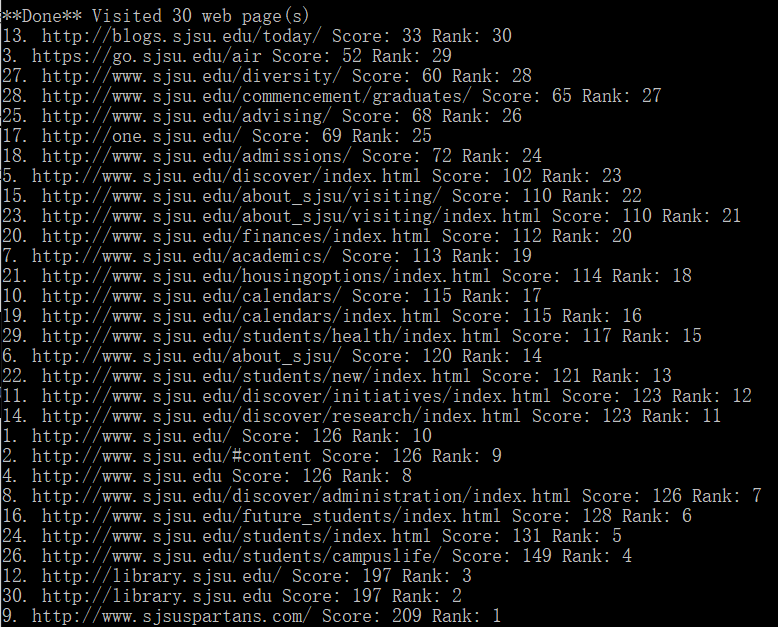 **Done** Visited 30 web page(s)
13. http://blogs.sjsu.edu/today/ Score: 33 Rank: 30
3. https://go.sjsu.edu/air Score: 52 Rank: 29
27. http://www.sjsu.edu/diversity/ Score: 60 Rank: 28
28. http://www.sjsu.edu/commencement/graduates/ Score: 65 Rank: 27
25. http://www.sjsu.edu/advising/ Score: 68 Rank: 26
17. http://one.sjsu.edu/ Score: 69 Rank: 25
18. http://www.sjsu.edu/admissions/ Score: 72 Rank: 24
5. http://www.sjsu.edu/discover/index.html Score: 102 Rank: 23
15. http://www.sjsu.edu/about_sjsu/visiting/ Score: 110 Rank: 22
23. http://www.sjsu.edu/about_sjsu/visiting/index.html Score: 110 Rank: 21
20. http://www.sjsu.edu/finances/index.html Score: 112 Rank: 20
7. http://www.sjsu.edu/academics/ Score: 113 Rank: 19
21. http://www.sjsu.edu/housingoptions/index.html Score: 114 Rank: 18
10. http://www.sjsu.edu/calendars/ Score: 115 Rank: 17
19. http://www.sjsu.edu/calendars/index.html Score: 115 Rank: 16
29. http://www.sjsu.edu/students/health/index.html Score: 117 Rank: 15
6. http://www.sjsu.edu/about_sjsu/ Score: 120 Rank: 14
22. http://www.sjsu.edu/students/new/index.html Score: 121 Rank: 13
11. http://www.sjsu.edu/discover/initiatives/index.html Score: 123 Rank: 12
14. http://www.sjsu.edu/discover/research/index.html Score: 123 Rank: 11
1. http://www.sjsu.edu/ Score: 126 Rank: 10
2. http://www.sjsu.edu/#content Score: 126 Rank: 9
4. http://www.sjsu.edu Score: 126 Rank: 8
8. http://www.sjsu.edu/discover/administration/index.html Score: 126 Rank: 7
16. http://www.sjsu.edu/future_students/index.html Score: 128 Rank: 6
24. http://www.sjsu.edu/students/index.html Score: 131 Rank: 5
26. http://www.sjsu.edu/students/campuslife/ Score: 149 Rank: 4
12. http://library.sjsu.edu/ Score: 197 Rank: 3
30. http://library.sjsu.edu Score: 197 Rank: 2
9. http://www.sjsuspartans.com/ Score: 209 Rank: 1